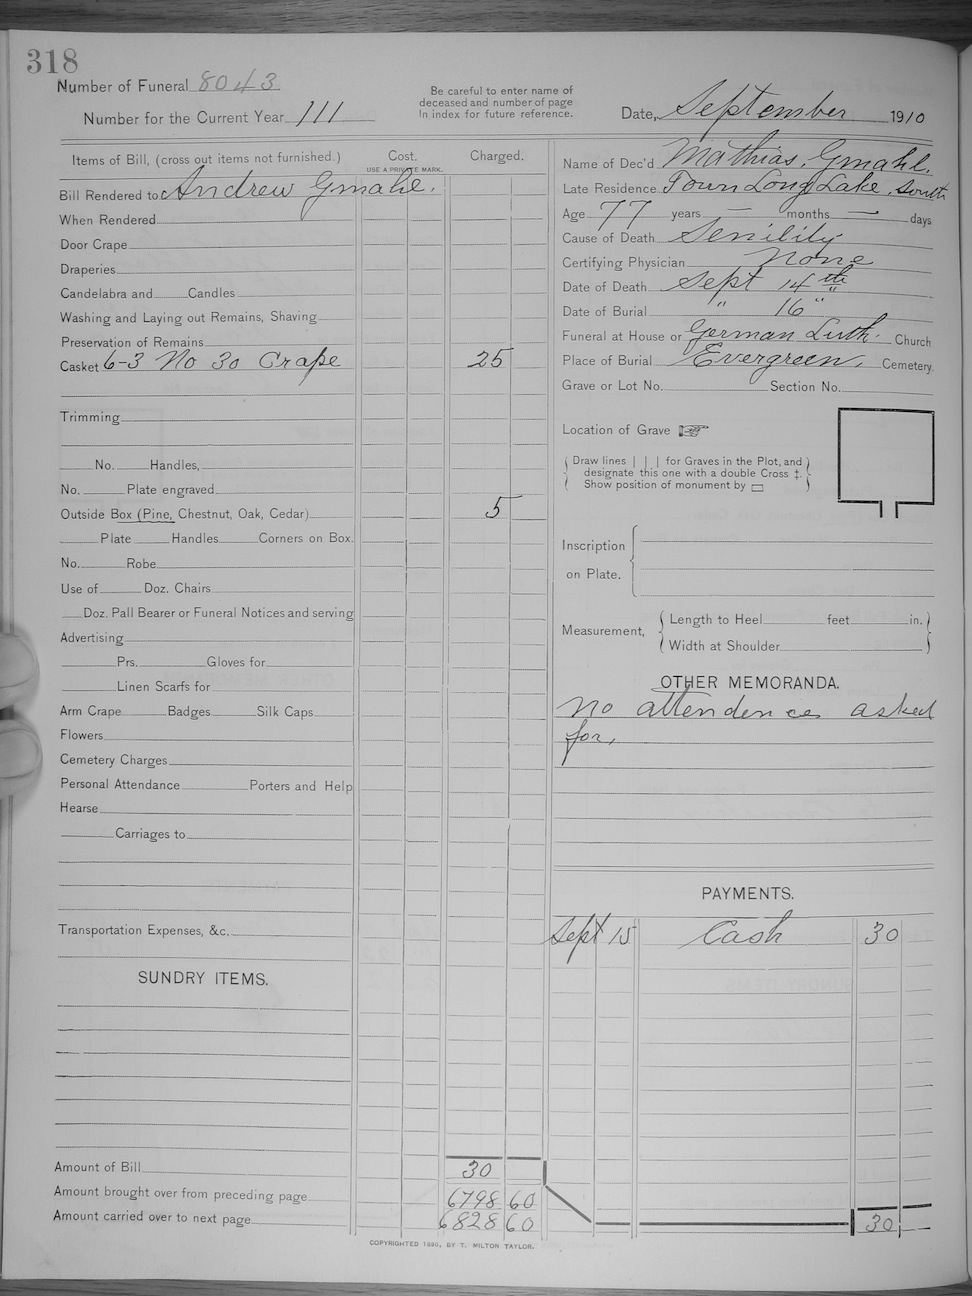 318
Number of Funeral 8043
Number for the Current Year 111
Be careful to enter name of
deceased and number of page
In index for future reference.
Date, September 1910
Items of Bill, (cross out items not furnished.) Cost. Charged.
USE A PRIVATE MARK.
Bill Rendered to Andrew Gmahl.
When Rendered
Door Crape
Draperies
Candelabra and Candles
Washing and Laying out Remains, Shaving
Preservation of Remains
Casket 6-3 No 30 Crape 25
Trimming
No. Handles,
No. Plate engraved
Outside Box (Pine, Chestnut, Oak, Cedar) 5
Plate Handles Corners on Box.
No. Robe
Use of Doz. Chairs
Doz. Pall Bearer or Funeral Notices and serving
Advertising
Prs. Gloves for
Linen Scarfs for
Arm Crape Badges Silk Caps
Flowers
Cemetery Charges
Personal Attendance Porters and Help
Hearse
Carriages to
Transportation Expenses, &c.
SUNDRY ITEMS.
Amount of Bill 30
Amount brought over from preceding page 6798 60
Amount carried over to next page 6828 60
Name of Dec'd Mathias, Gmahl.
Late Residence Town Long Lake, South
Age 77 years — months — days
Cause of Death Senility
Certifying Physician None
Date of Death Sept 14th
Date of Burial " 16 "
Funeral at House or German Luth. Church
Place of Burial Evergreen, Cemetery.
Grave or Lot No. Section No.
Location of Grave ☞
( Draw lines | | | for Graves in the Plot, and )
designate this one with a double Cross ‡.
( Show position of monument by ▭ )
Inscription
on Plate.
Measurement, Length to Heel feet in.
Width at Shoulder
OTHER MEMORANDA.
No attendence asked
for,
PAYMENTS.
Sept 15 Cash 30
30
COPYRIGHTED 1890, BY T. MILTON TAYLOR.